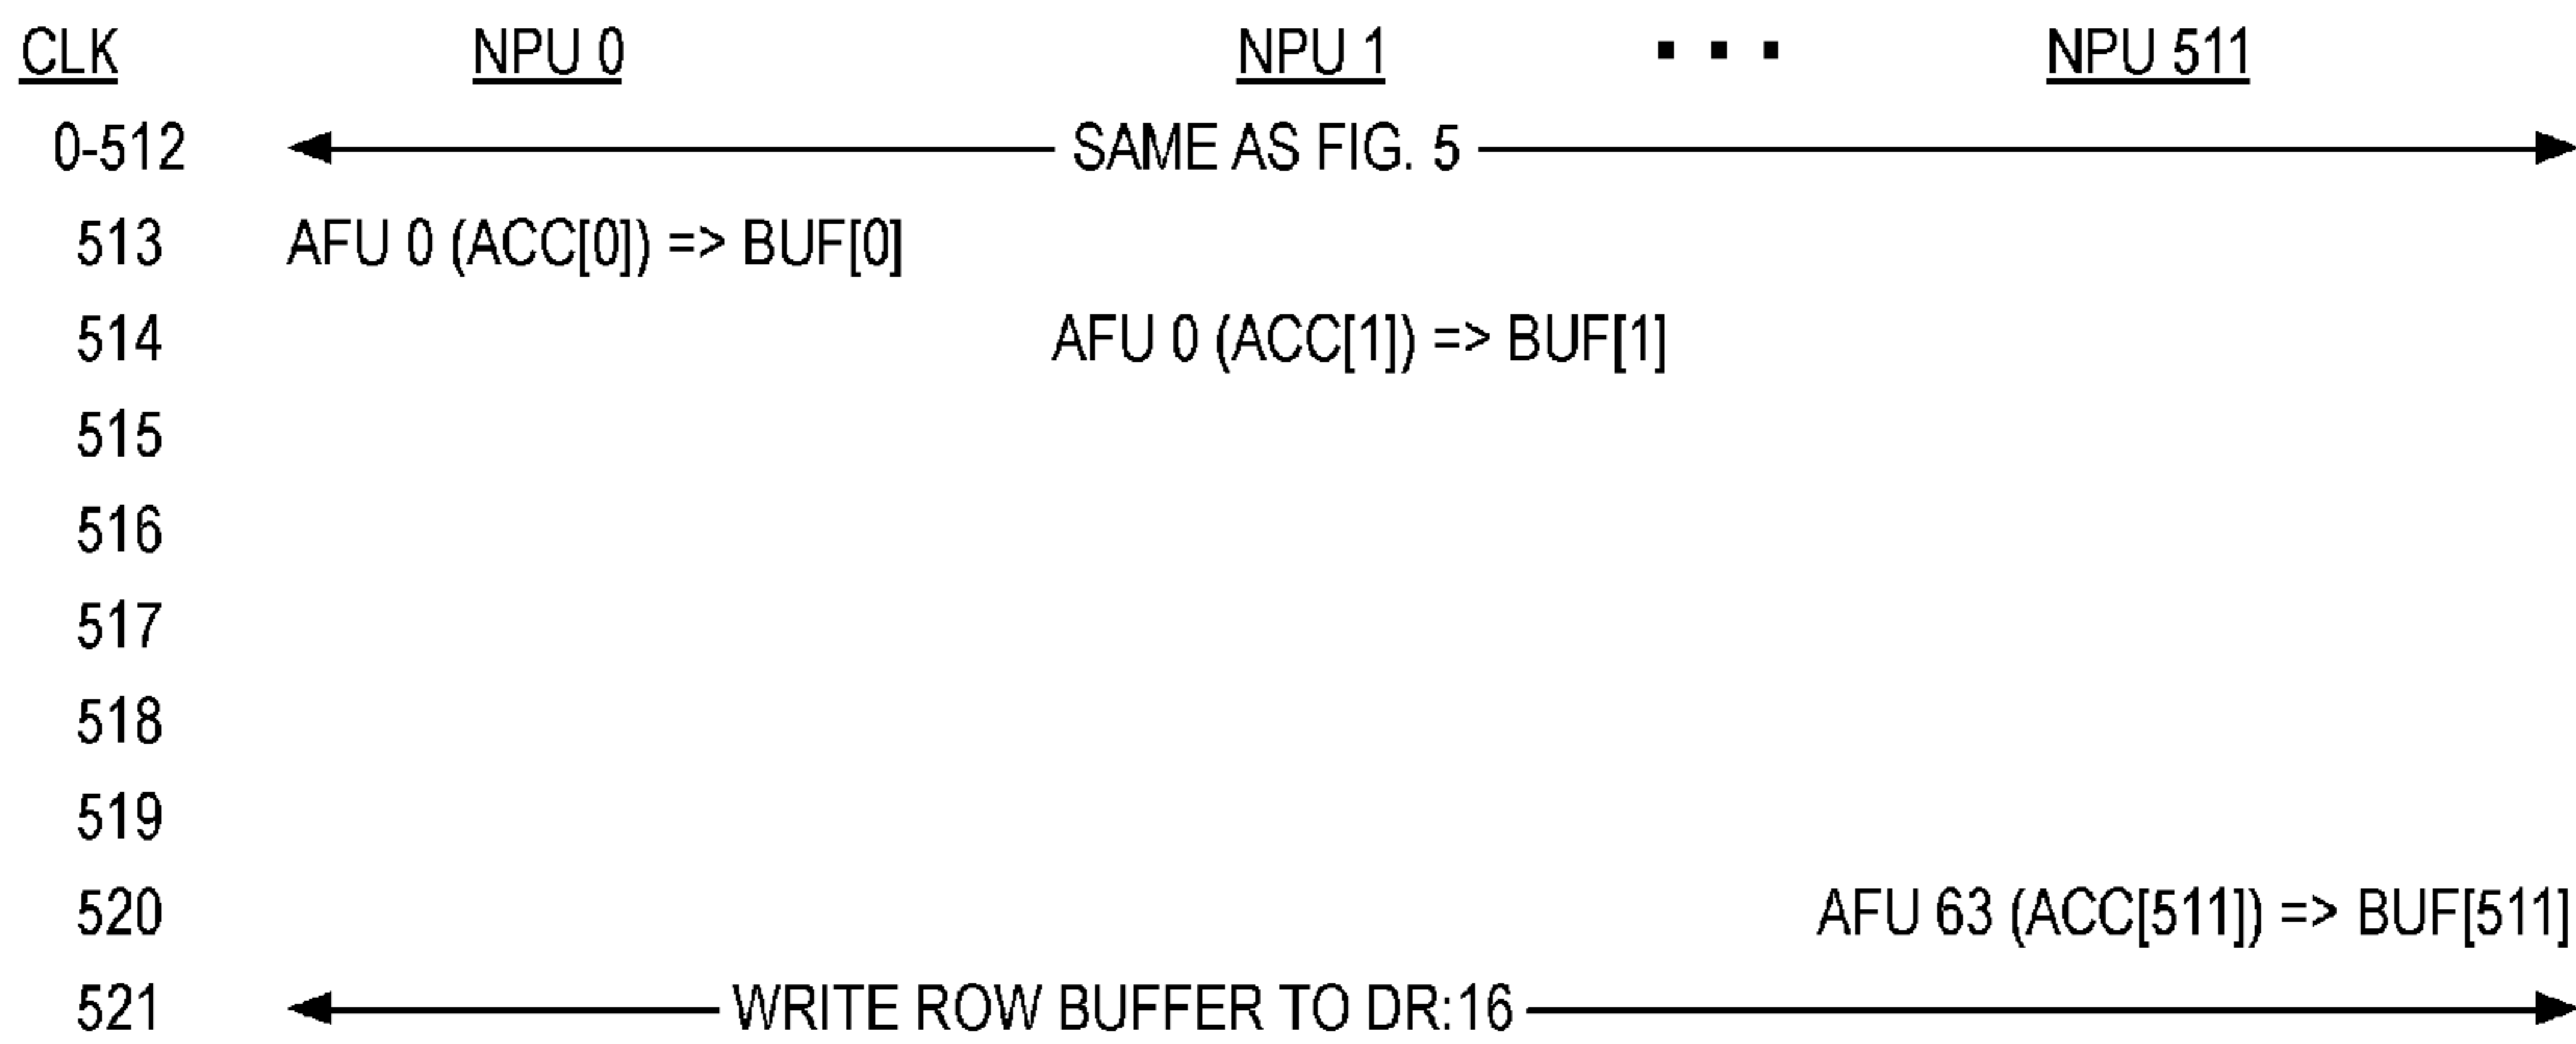 CLK NPU 0 NPU 1 ... NPU 511
0-512 SAME AS FIG. 5
513 AFU 0 (ACC[0]) => BUF[0]
514 AFU 0 (ACC[1]) => BUF[1]
515
516
517
518
519
520 AFU 63 (ACC[511]) => BUF[511]
521 WRITE ROW BUFFER TO DR:16